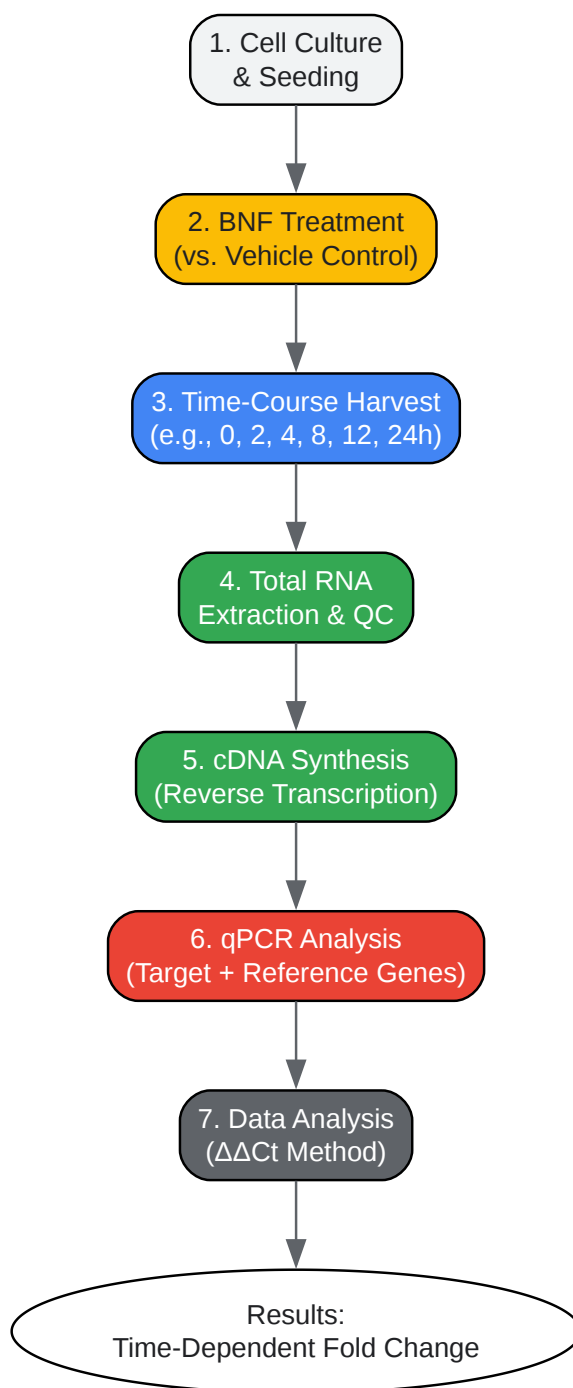 1. Cell Culture
& Seeding
2. BNF Treatment
(vs. Vehicle Control)
3. Time-Course Harvest
(e.g., 0, 2, 4, 8, 12, 24h)
4. Total RNA
Extraction & QC
5. cDNA Synthesis
(Reverse Transcription)
6. qPCR Analysis
(Target + Reference Genes)
7. Data Analysis
(ΔΔCt Method)
Results:
Time-Dependent Fold Change